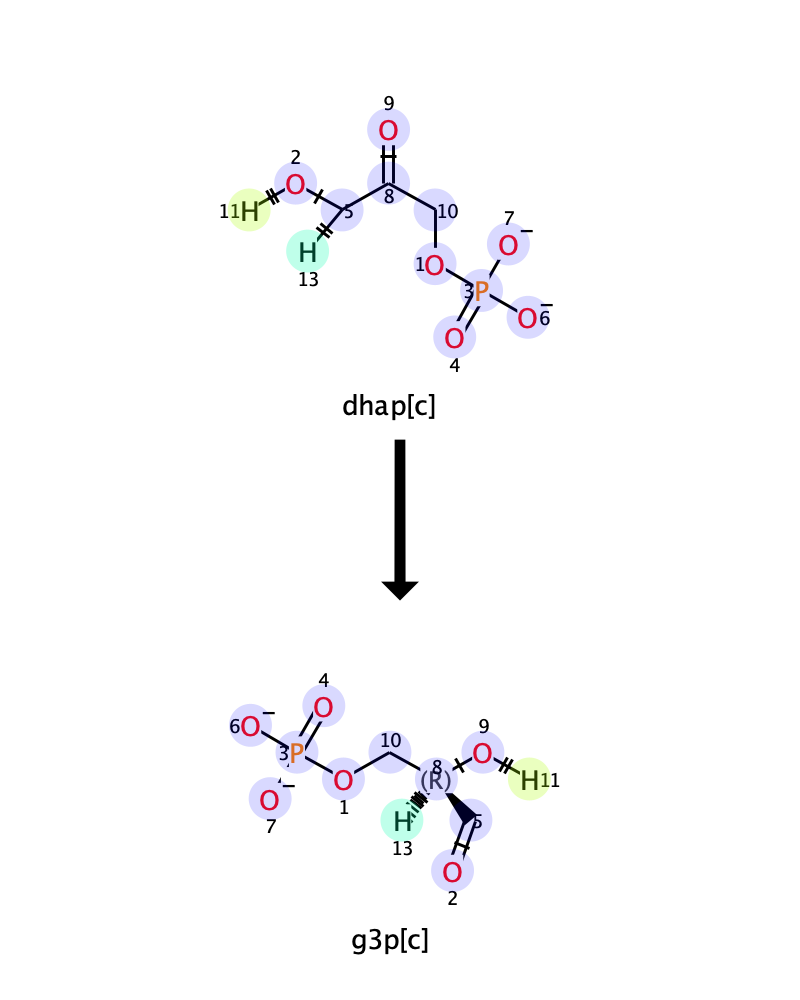 9
O
2
11H O 5 8 10
H 7
13 1O O−
3P
O O6−
4
dhap[c]
4
6O− O 10 9
3P 8 O
O− O (R) H11
7 1 H 5
13 O
2
g3p[c]